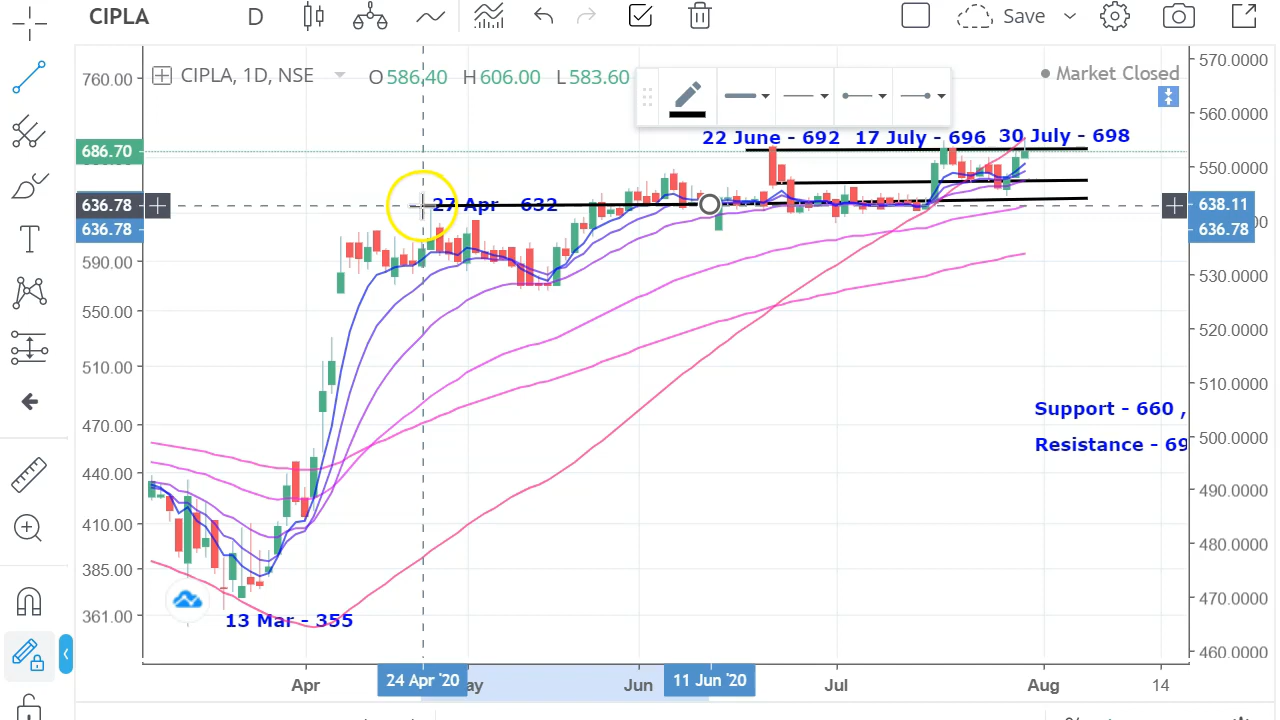 CIPLA D Save
CIPLA, 1D, NSE O586.40 H606.00 L583.60
Market Closed
760.00
570.0000
560.0000
22 June - 692 17 July - 696 30 July - 698
686.70
550.0000
636.78
27 Apr 632
638.11
636.78
636.78
590.00
530.0000
550.00
520.0000
510.00
510.0000
Support - 660 ,
470.00
500.0000
Resistance - 69
440.00
490.0000
410.00
480.0000
385.00
470.0000
361.00
13 Mar - 355
460.0000
Apr 24 Apr '20 ay Jun 11 Jun '20 Jul Aug 14